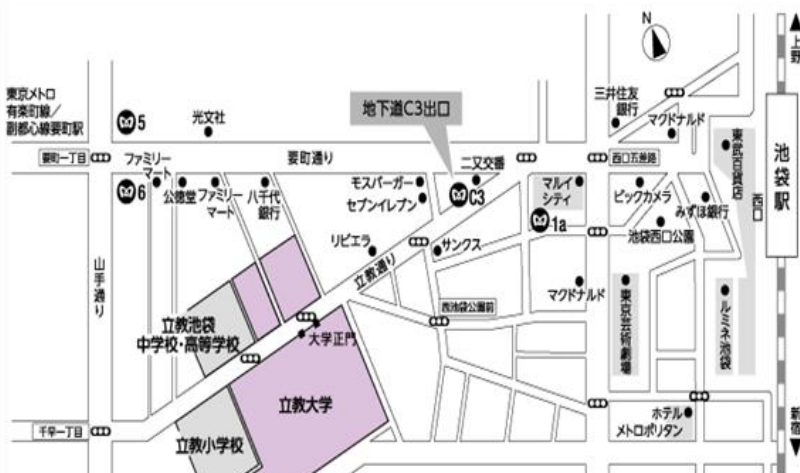 N
上野
東京メトロ
有楽町線／
副都心線要町駅
5
光文社
地下道C3出口
三井住友
銀行
マクドナルド
東武百貨店
池袋駅
西口
要町一丁目
ファミリー
マート
要町通り
二又交番
西口五差路
6
公徳堂
ファミリー
マート
八千代
銀行
モスバーガー
セブンイレブン
C3
マルイ
シティ
1a
ビックカメラ
みずほ銀行
池袋西口公園
リビエラ
サンクス
立教通り
山手通り
マクドナルド
東京芸術劇場
ルミネ池袋
西池袋公園前
立教池袋
中学校・高等学校
大学正門
立教大学
立教小学校
千早一丁目
ホテル
メトロポリタン
新宿